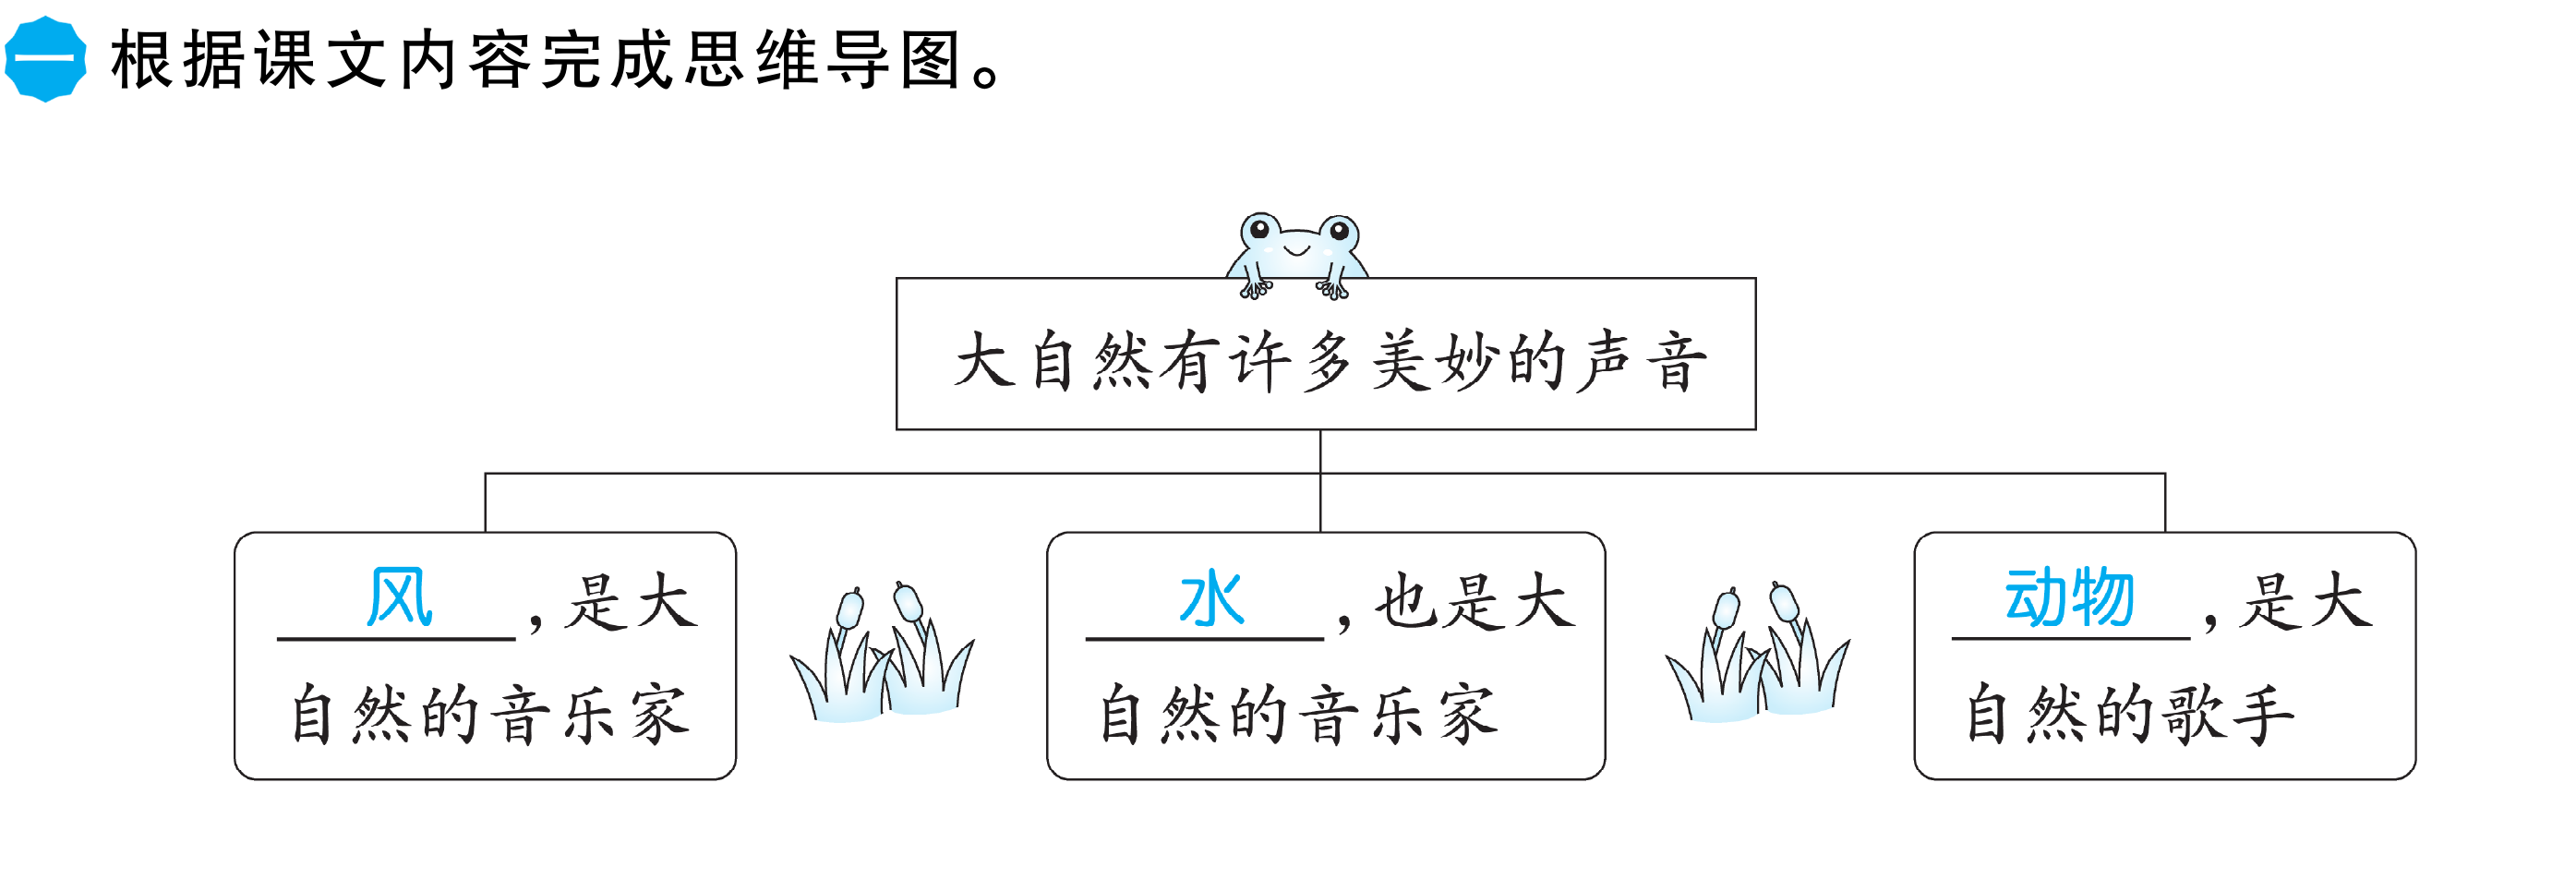 一 根据课文内容完成思维导图。
大自然有许多美妙的声音
风，是大
自然的音乐家
水，也是大
自然的音乐家
动物，是大
自然的歌手